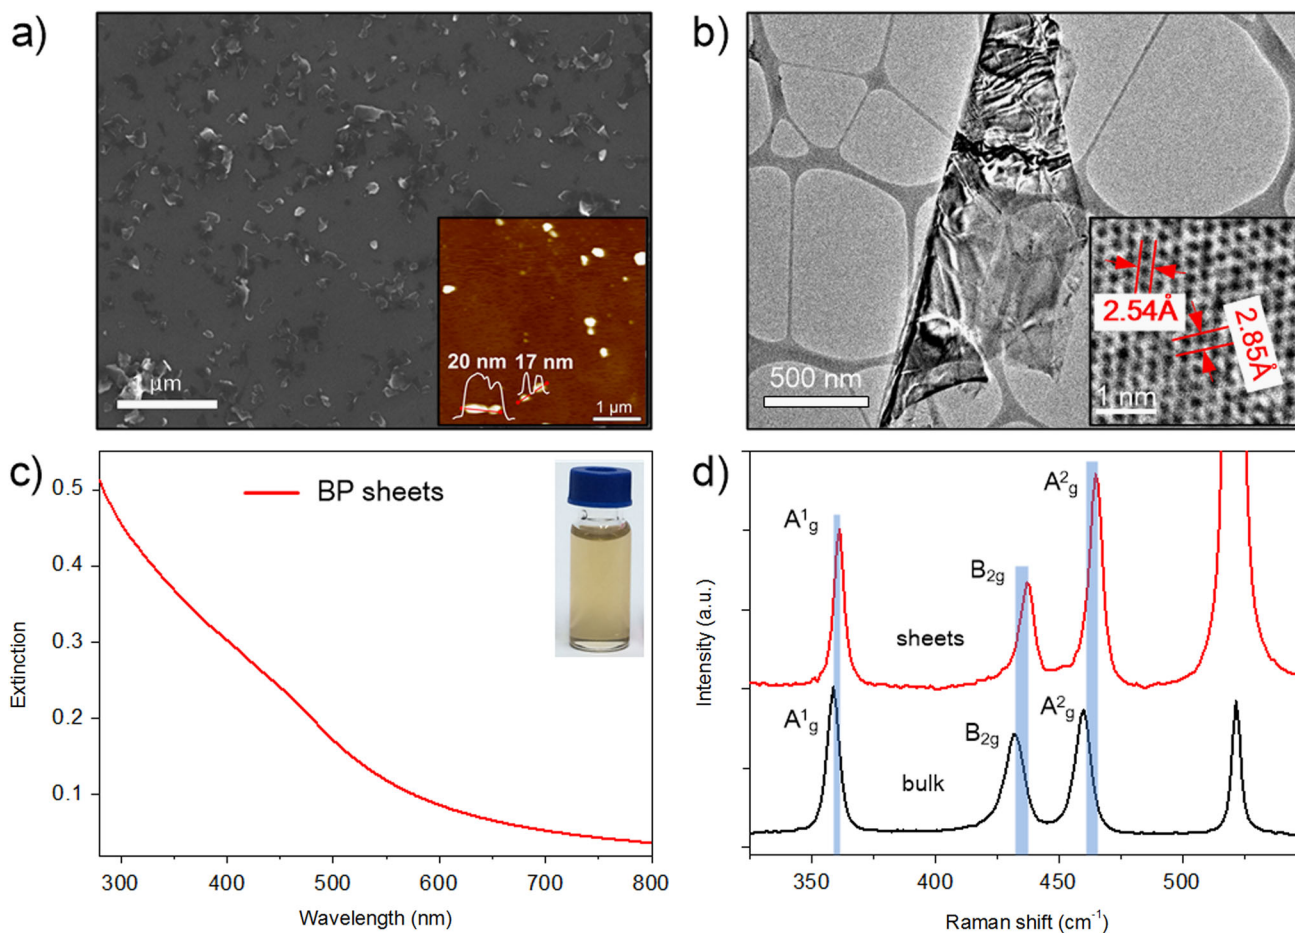 a)
20 nm 17 nm
1 µm
µm
b)
2.54Å
2.85Å
1 nm
500 nm
c)
BP sheets
0.5
0.4
0.3
0.2
0.1
Extinction
300 400 500 600 700 800
Wavelength (nm)
d)
A¹g
B₂g
A²g
sheets
A¹g
B₂g
A²g
bulk
Intensity (a.u.)
350 400 450 500
Raman shift (cm⁻¹)